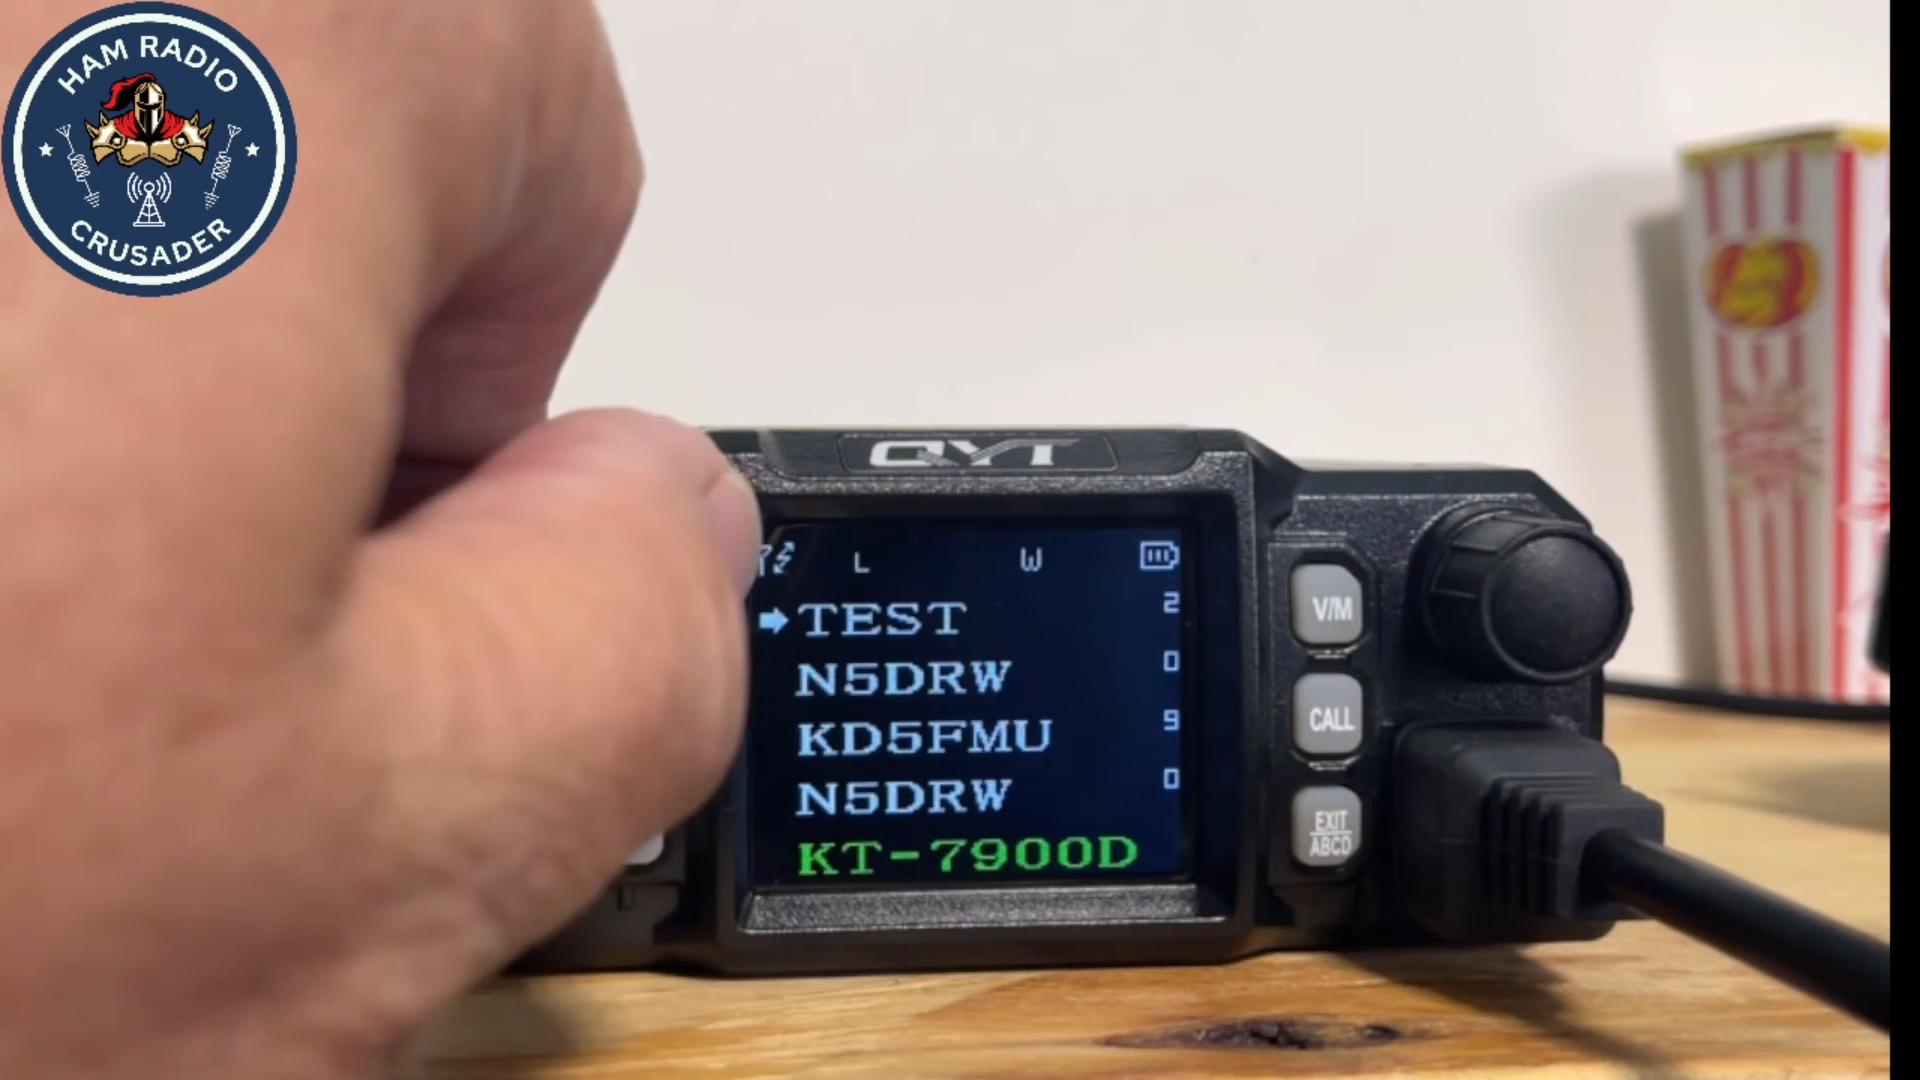 HAM RADIO
CRUSADER
QYT
L W
TEST 2
N5DRW 0
KD5FMU 9
N5DRW 0
KT-7900D
V/M
CALL
EXIT
ABCD